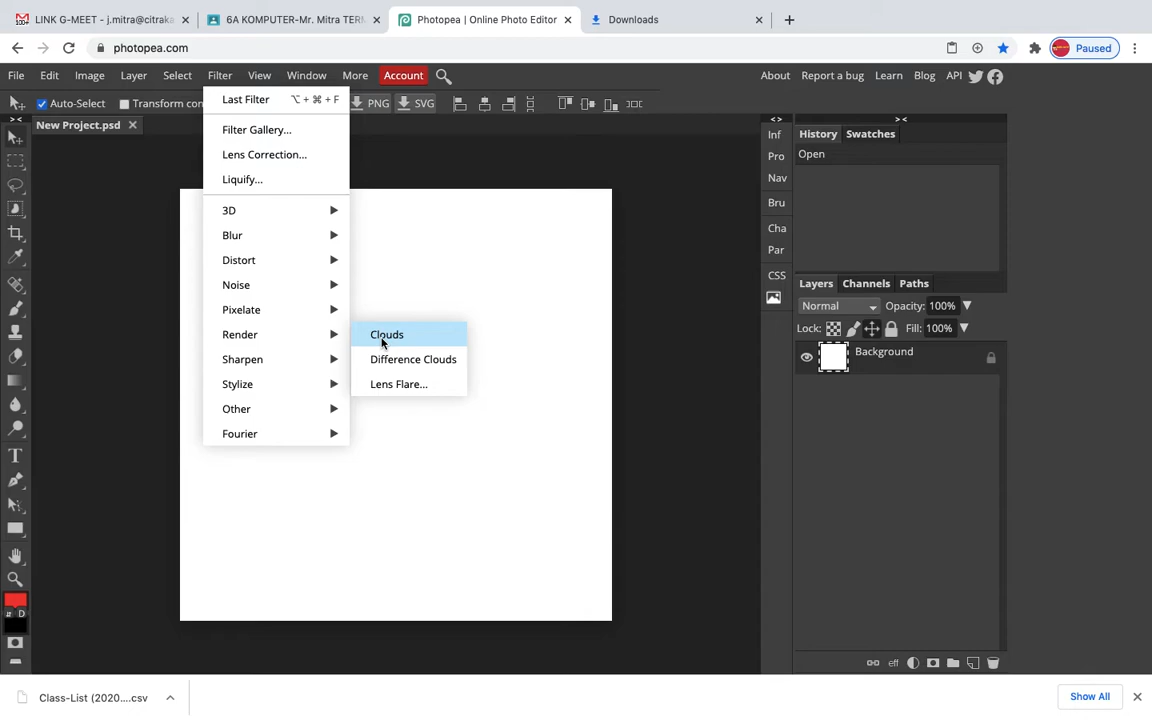 LINK G-MEET - j.mitra@citraka
6A KOMPUTER-Mr. Mitra TERM
Photopea | Online Photo Editor
Downloads
photopea.com
Paused
File Edit Image Layer Select Filter View Window More Account
About Report a bug Learn Blog API
Auto-Select Transform con PNG SVG
New Project.psd
Last Filter ⌥ + ⌘ + F
Filter Gallery...
Lens Correction...
Liquify...
3D
Blur
Distort
Noise
Pixelate
Render
Sharpen
Stylize
Other
Fourier
Clouds
Difference Clouds
Lens Flare...
Inf
Pro
Nav
Bru
Cha
Par
CSS
History Swatches
Open
Layers Channels Paths
Normal Opacity: 100%
Lock: Fill: 100%
Background
eff
T
D
Class-List (2020....csv
Show All